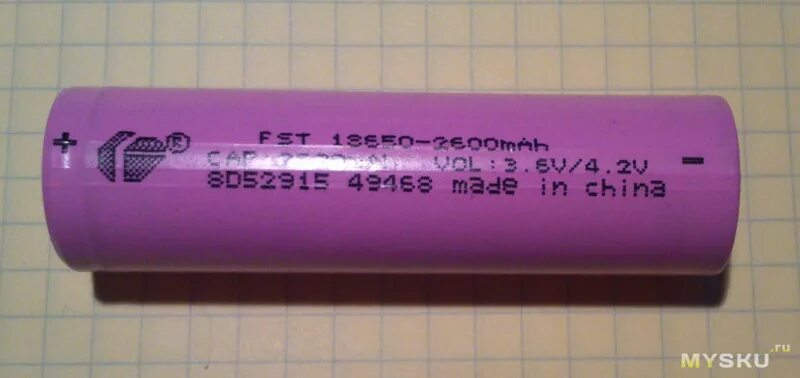 + ® FST 18650-2600mAh
CAP VOL:3.6V/4.2V -
8D52915 49468 made in china
MYSKU.ru